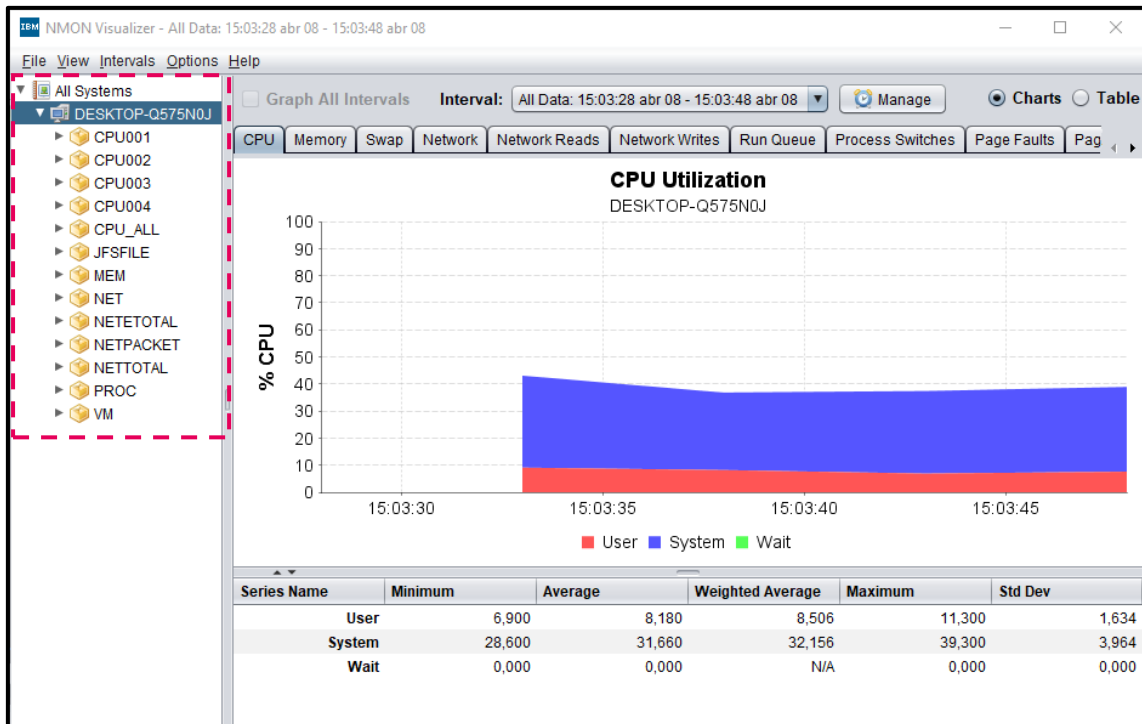 IBM NMON Visualizer - All Data: 15:03:28 abr 08 - 15:03:48 abr 08
File View Intervals Options Help
All Systems
DESKTOP-Q575N0J
CPU001
CPU002
CPU003
CPU004
CPU_ALL
JFSFILE
MEM
NET
NETETOTAL
NETPACKET
NETTOTAL
PROC
VM
Graph All Intervals Interval: All Data: 15:03:28 abr 08 - 15:03:48 abr 08 Manage Charts Table
CPU Memory Swap Network Network Reads Network Writes Run Queue Process Switches Page Faults Pag
CPU Utilization
DESKTOP-Q575N0J
% CPU
100
90
80
70
60
50
40
30
20
10
0
15:03:30 15:03:35 15:03:40 15:03:45
User System Wait
Series Name Minimum Average Weighted Average Maximum Std Dev
User 6,900 8,180 8,506 11,300 1,634
System 28,600 31,660 32,156 39,300 3,964
Wait 0,000 0,000 N/A 0,000 0,000